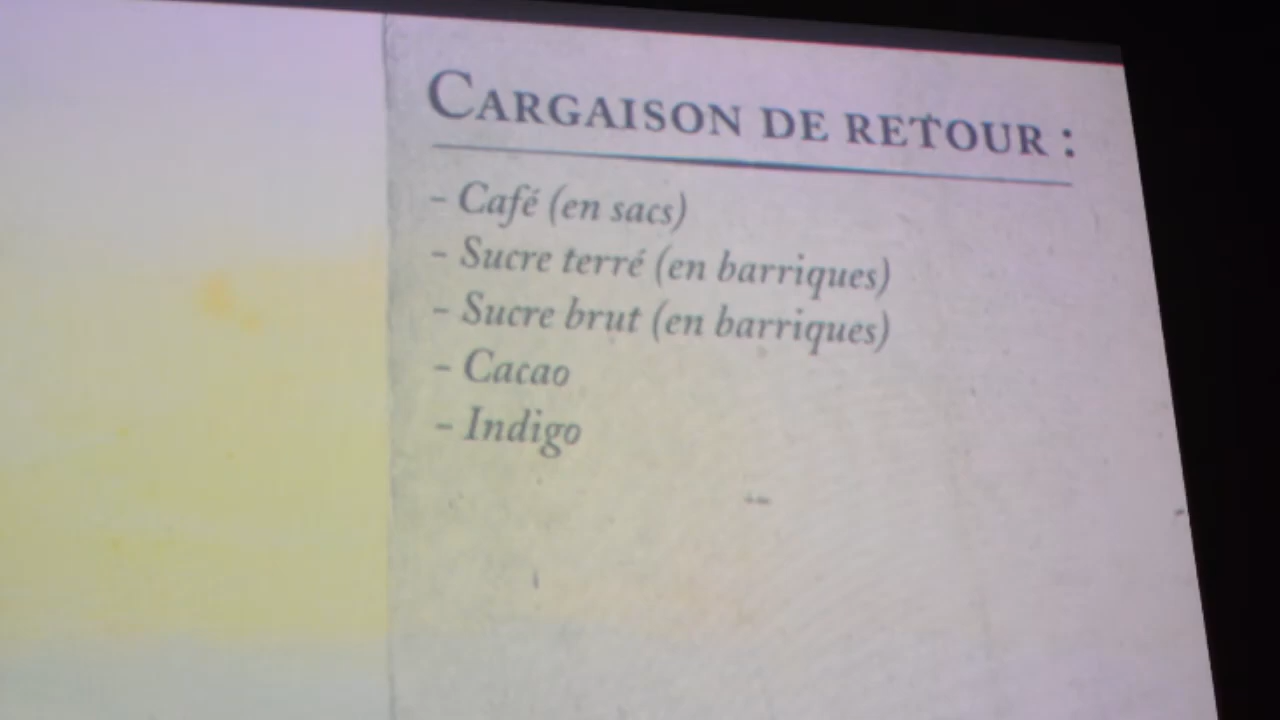 CARGAISON DE RETOUR :
- Café (en sacs)
- Sucre terré (en barriques)
- Sucre brut (en barriques)
- Cacao
- Indigo